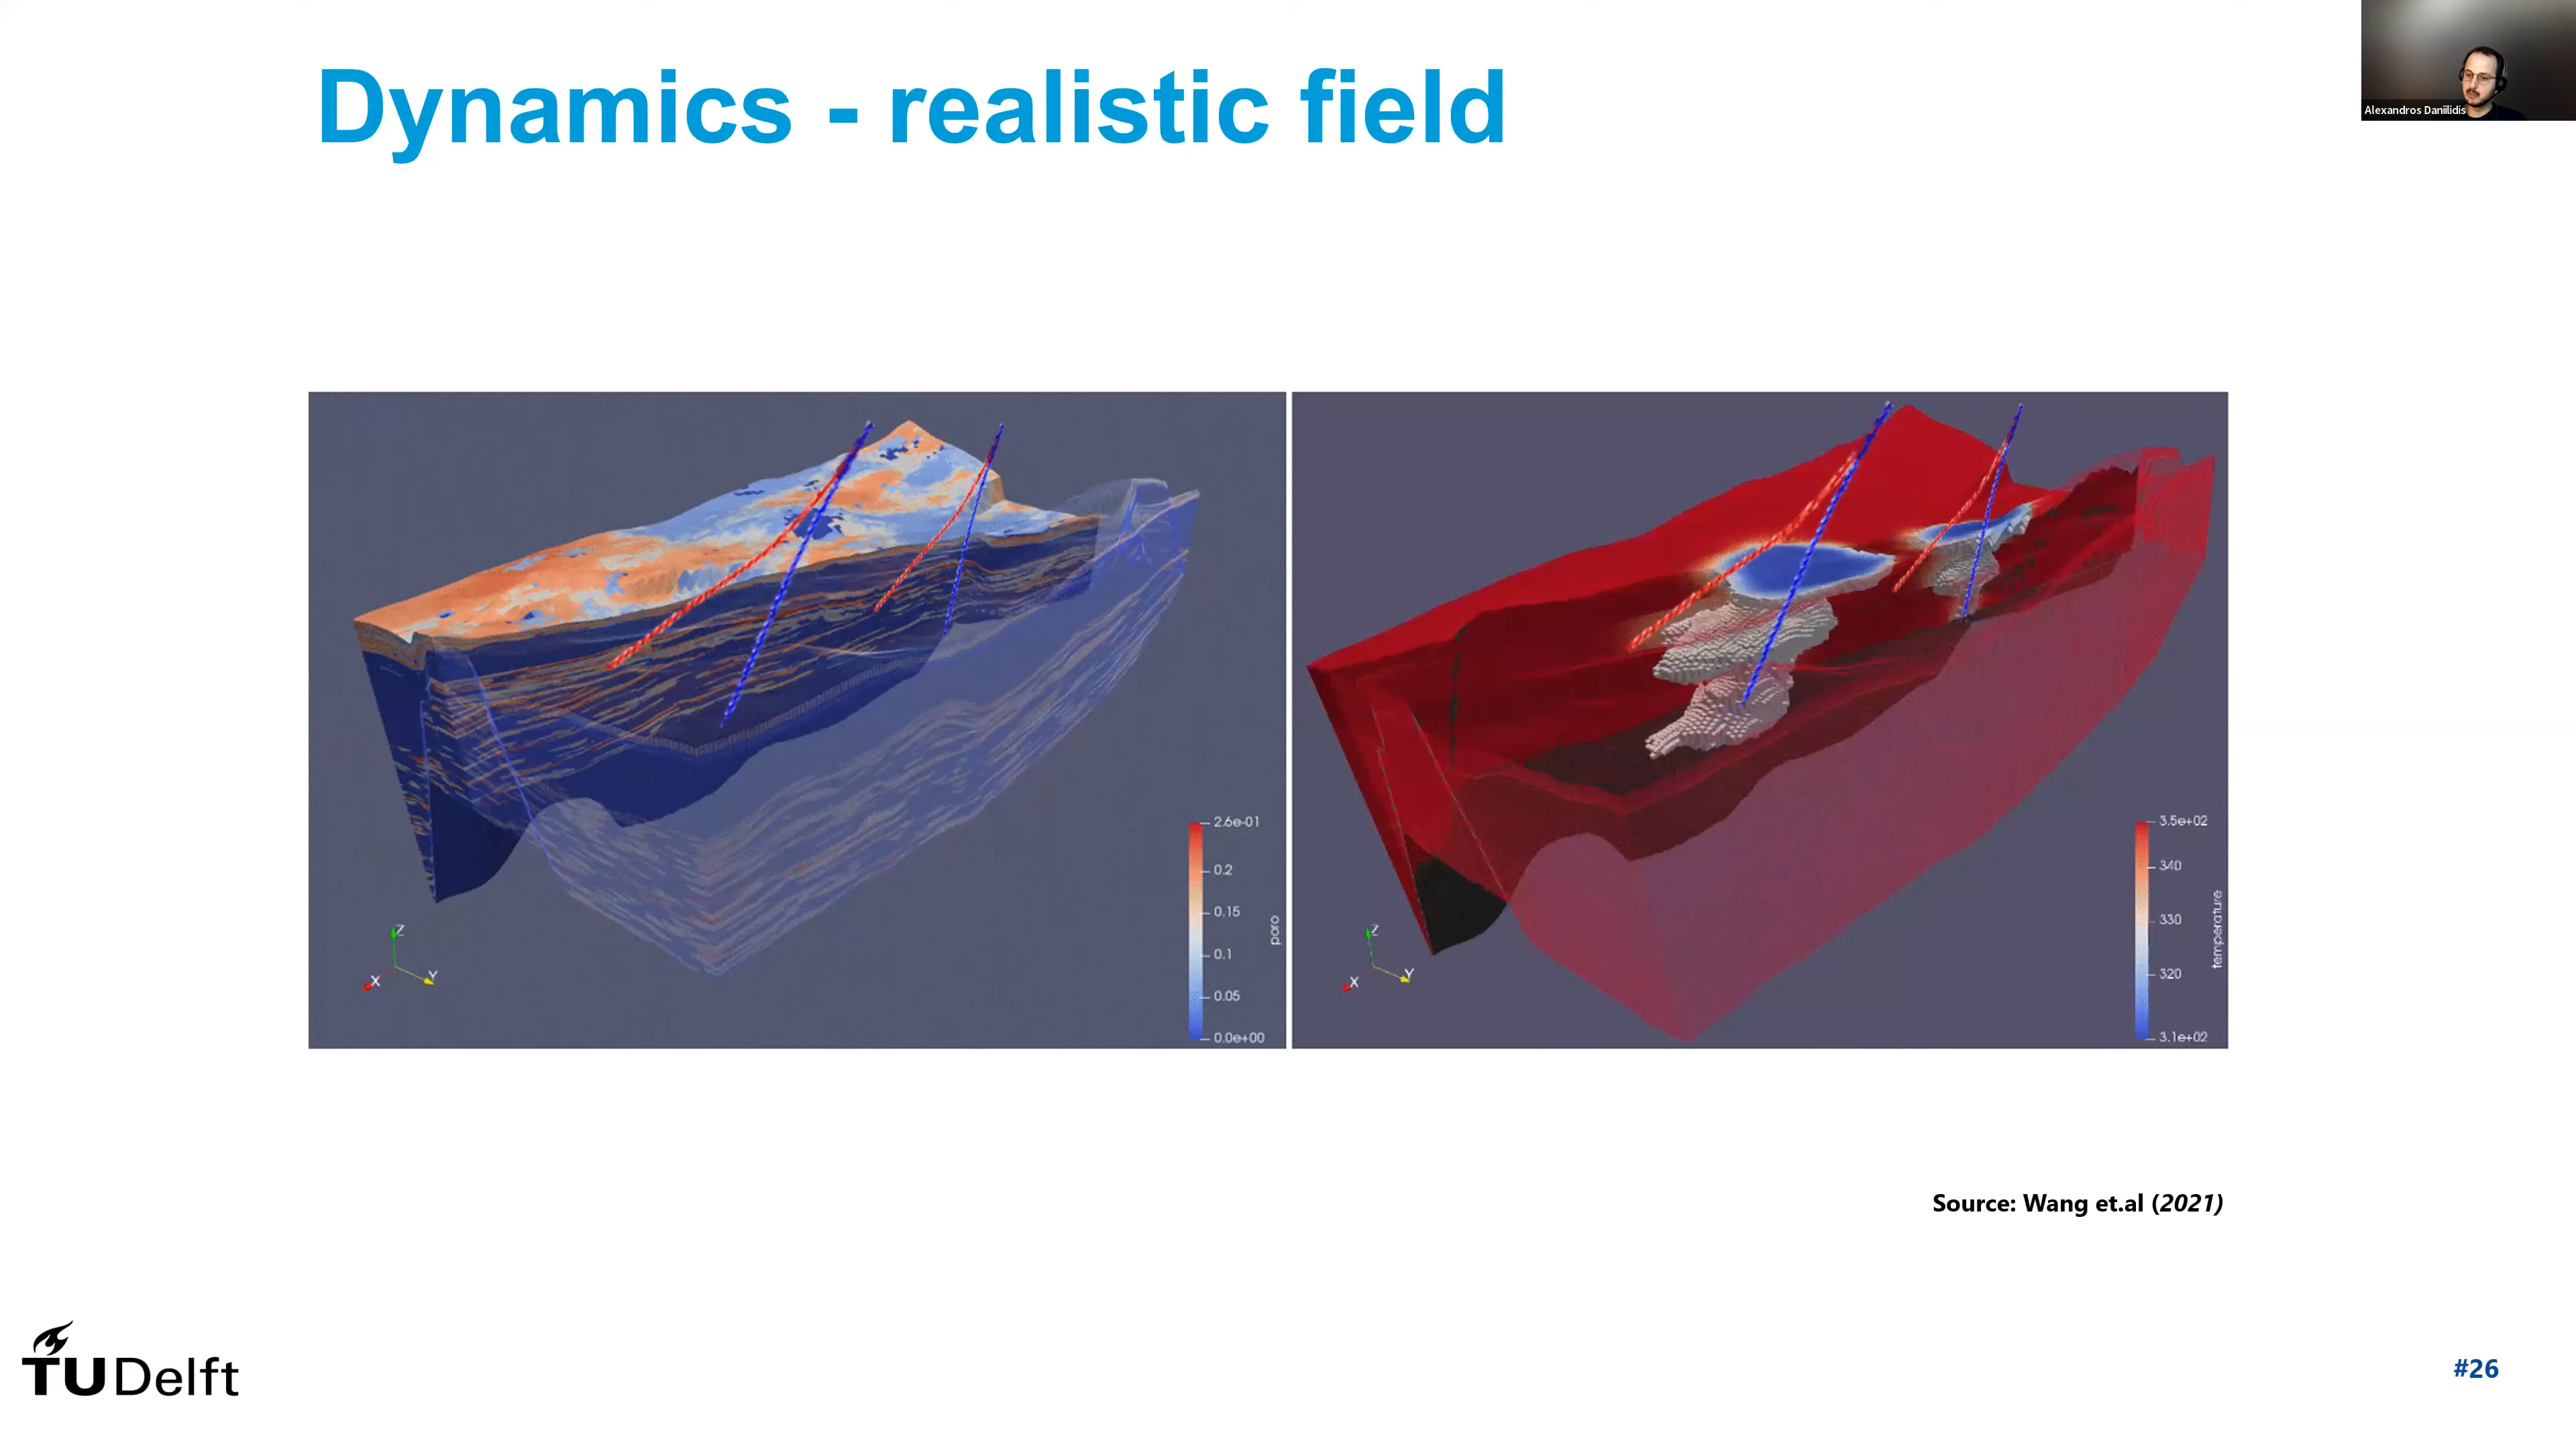 Dynamics - realistic field
Alexandros Daniilidis
2.6e-01
0.2
0.15
0.1
0.05
0.0e+00
poro
Z
X
Y
3.5e+02
340
330
320
3.1e+02
temperature
Z
X
Y
Source: Wang et.al (2021)
TUDelft
#26